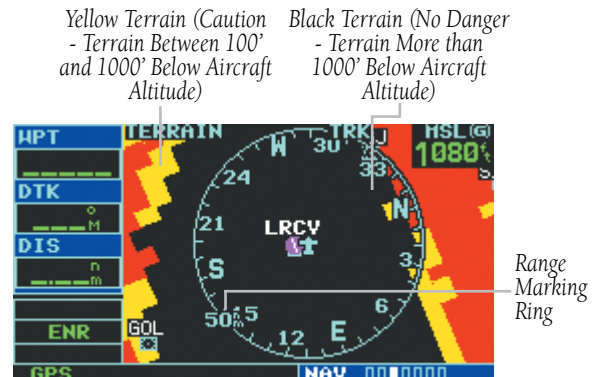 Yellow Terrain (Caution
- Terrain Between 100’
and 1000’ Below Aircraft
Altitude)
Black Terrain (No Danger
- Terrain More than
1000’ Below Aircraft
Altitude)
WPT
TERRAIN
TRK
MSL(G)
1080
DTK
M
DIS
n
m
ENR
GPS
NAV
W
30
33
N
3
6
E
12
15
S
21
24
LRCV
50
GOL
Range
Marking
Ring